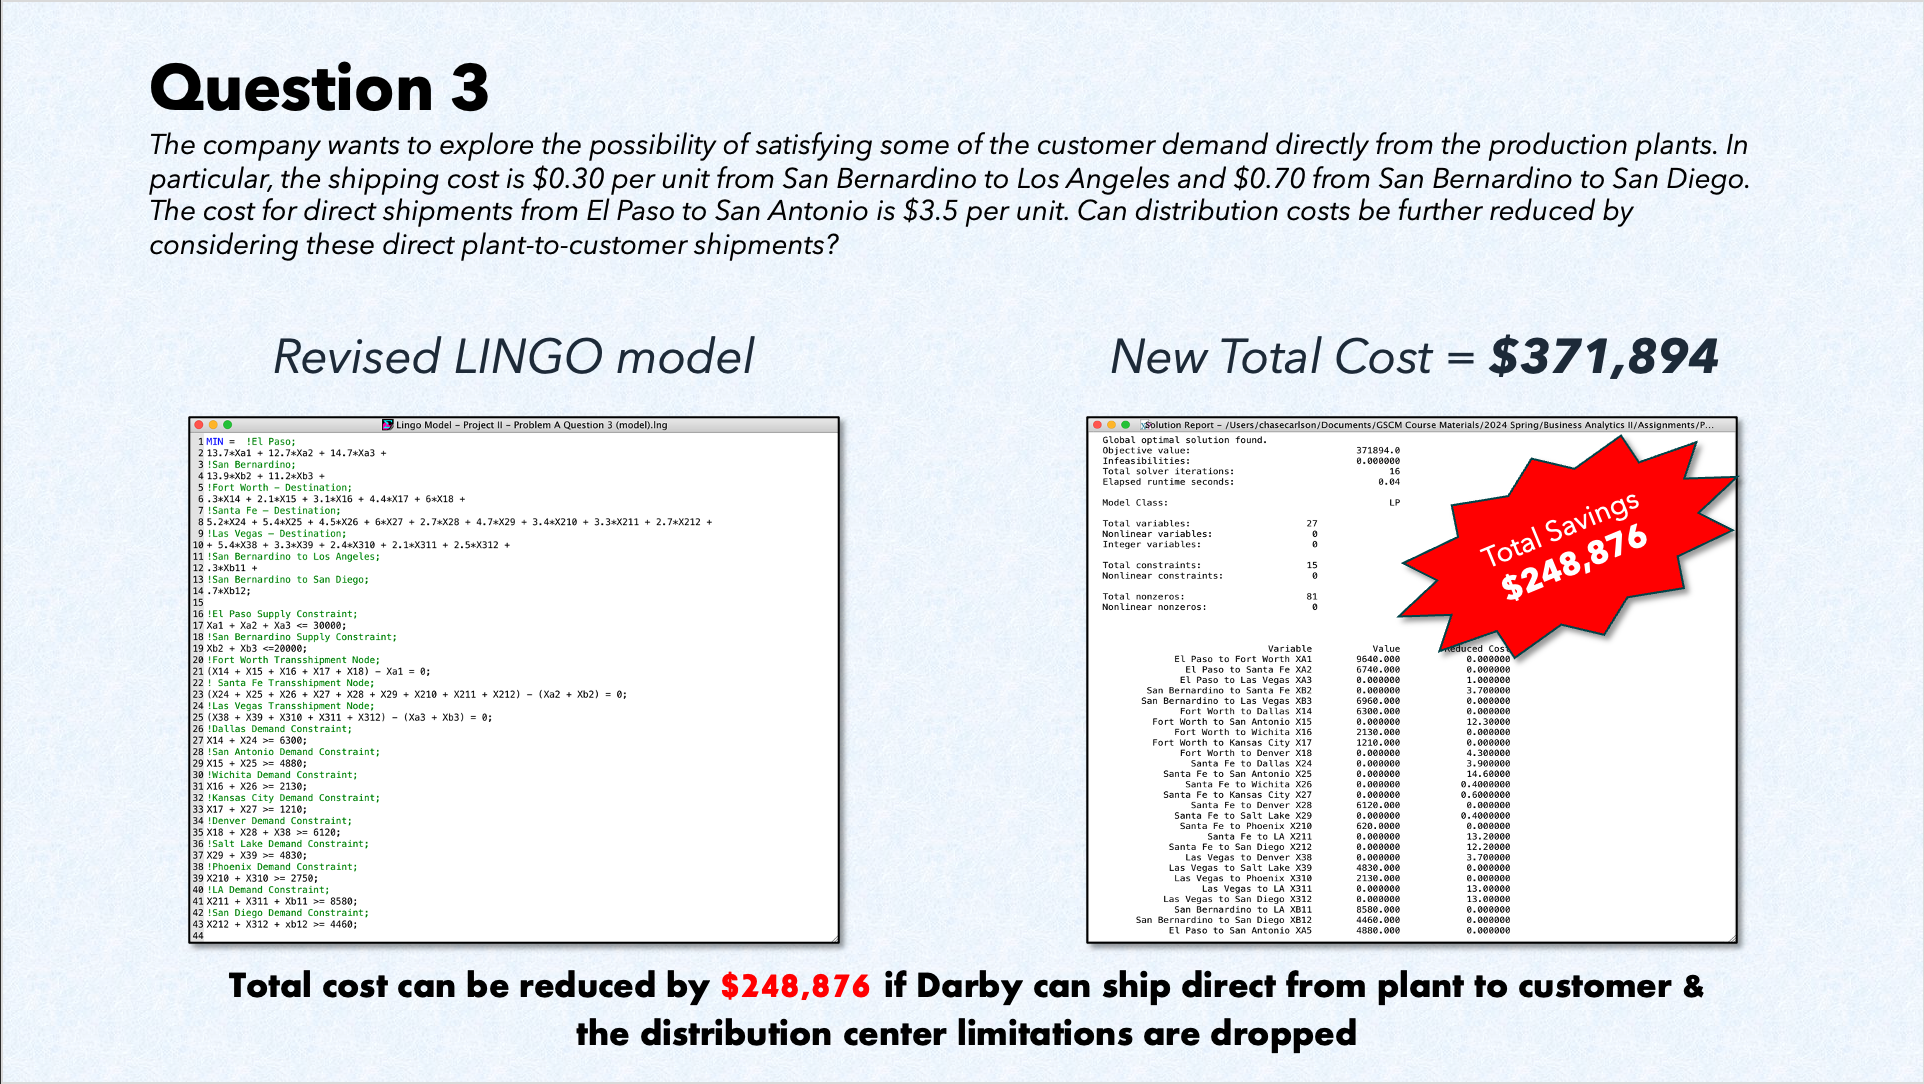 Question 3
The company wants to explore the possibility of satisfying some of the customer demand directly from the production plants. In
particular, the shipping cost is $0.30 per unit from San Bernardino to Los Angeles and $0.70 from San Bernardino to San Diego.
The cost for direct shipments from El Paso to San Antonio is $3.5 per unit. Can distribution costs be further reduced by
considering these direct plant-to-customer shipments?
Revised LINGO model
Lingo Model - Project II - Problem A Question 3 (model).lng
1 MIN =  !El Paso;
2 13.7*Xa1 + 12.7*Xa2 + 14.7*Xa3 +
3 !San Bernardino;
4 13.9*Xb2 + 11.2*Xb3 +
5 !Fort Worth - Destination;
6 .3*X14 + 2.1*X15 + 3.1*X16 + 4.4*X17 + 6*X18 +
7 !Santa Fe - Destination;
8 5.2*X24 + 5.4*X25 + 4.5*X26 + 6*X27 + 2.7*X28 + 4.7*X29 + 3.4*X210 + 3.3*X211 + 2.7*X212 +
9 !Las Vegas - Destination;
10 + 5.4*X38 + 3.3*X39 + 2.4*X310 + 2.1*X311 + 2.5*X312 +
11 !San Bernardino to Los Angeles;
12 .3*Xb11 +
13 !San Bernardino to San Diego;
14 .7*Xb12;
15
16 !El Paso Supply Constraint;
17 Xa1 + Xa2 + Xa3 <= 30000;
18 !San Bernardino Supply Constraint;
19 Xb2 + Xb3 <=20000;
20 !Fort Worth Transshipment Node;
21 (X14 + X15 + X16 + X17 + X18) - Xa1 = 0;
22 ! Santa Fe Transshipment Node;
23 (X24 + X25 + X26 + X27 + X28 + X29 + X210 + X211 + X212) - (Xa2 + Xb2) = 0;
24 !Las Vegas Transshipment Node;
25 (X38 + X39 + X310 + X311 + X312) - (Xa3 + Xb3) = 0;
26 !Dallas Demand Constraint;
27 X14 + X24 >= 6300;
28 !San Antonio Demand Constraint;
29 X15 + X25 >= 4880;
30 !Wichita Demand Constraint;
31 X16 + X26 >= 2130;
32 !Kansas City Demand Constraint;
33 X17 + X27 >= 1210;
34 !Denver Demand Constraint;
35 X18 + X28 + X38 >= 6120;
36 !Salt Lake Demand Constraint;
37 X29 + X39 >= 4830;
38 !Phoenix Demand Constraint;
39 X210 + X310 >= 2750;
40 !LA Demand Constraint;
41 X211 + X311 + Xb11 >= 8580;
42 !San Diego Demand Constraint;
43 X212 + X312 + xb12 >= 4460;
44
New Total Cost = $371,894
Solution Report - /Users/chasecarlson/Documents/GSCM Course Materials/2024 Spring/Business Analytics II/Assignments/P...
Global optimal solution found.
Objective value: 371894.0
Infeasibilities: 0.000000
Total solver iterations: 16
Elapsed runtime seconds: 0.04
Model Class: LP
Total variables: 27
Nonlinear variables: 0
Integer variables: 0
Total constraints: 15
Nonlinear constraints: 0
Total nonzeros: 81
Nonlinear nonzeros: 0
Total Savings
$248,876
Variable Value Reduced Cost
El Paso to Fort Worth XA1 9640.000 0.000000
El Paso to Santa Fe XA2 6740.000 0.000000
El Paso to Las Vegas XA3 0.000000 1.000000
San Bernardino to Santa Fe XB2 0.000000 3.700000
San Bernardino to Las Vegas XB3 6960.000 0.000000
Fort Worth to Dallas X14 6300.000 0.000000
Fort Worth to San Antonio X15 0.000000 12.30000
Fort Worth to Wichita X16 2130.000 0.000000
Fort Worth to Kansas City X17 1210.000 0.000000
Fort Worth to Denver X18 0.000000 4.300000
Santa Fe to Dallas X24 0.000000 3.900000
Santa Fe to San Antonio X25 0.000000 14.60000
Santa Fe to Wichita X26 0.000000 0.4000000
Santa Fe to Kansas City X27 0.000000 0.6000000
Santa Fe to Denver X28 6120.000 0.000000
Santa Fe to Salt Lake X29 0.000000 0.4000000
Santa Fe to Phoenix X210 620.0000 0.000000
Santa Fe to LA X211 0.000000 13.20000
Santa Fe to San Diego X212 0.000000 12.20000
Las Vegas to Denver X38 0.000000 3.700000
Las Vegas to Salt Lake X39 4830.000 0.000000
Las Vegas to Phoenix X310 2130.000 0.000000
Las Vegas to LA X311 0.000000 13.00000
Las Vegas to San Diego X312 0.000000 13.00000
San Bernardino to LA XB11 8580.000 0.000000
San Bernardino to San Diego XB12 4460.000 0.000000
El Paso to San Antonio XA5 4880.000 0.000000
Total cost can be reduced by $248,876 if Darby can ship direct from plant to customer &
the distribution center limitations are dropped